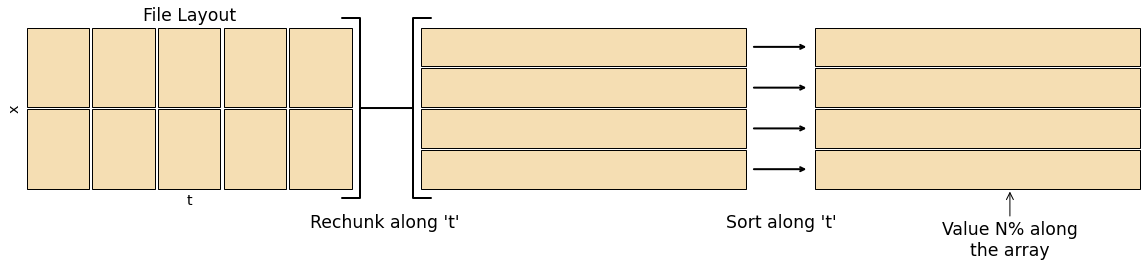 File Layout
x
t
Rechunk along 't'
Sort along 't'
Value N% along
the array